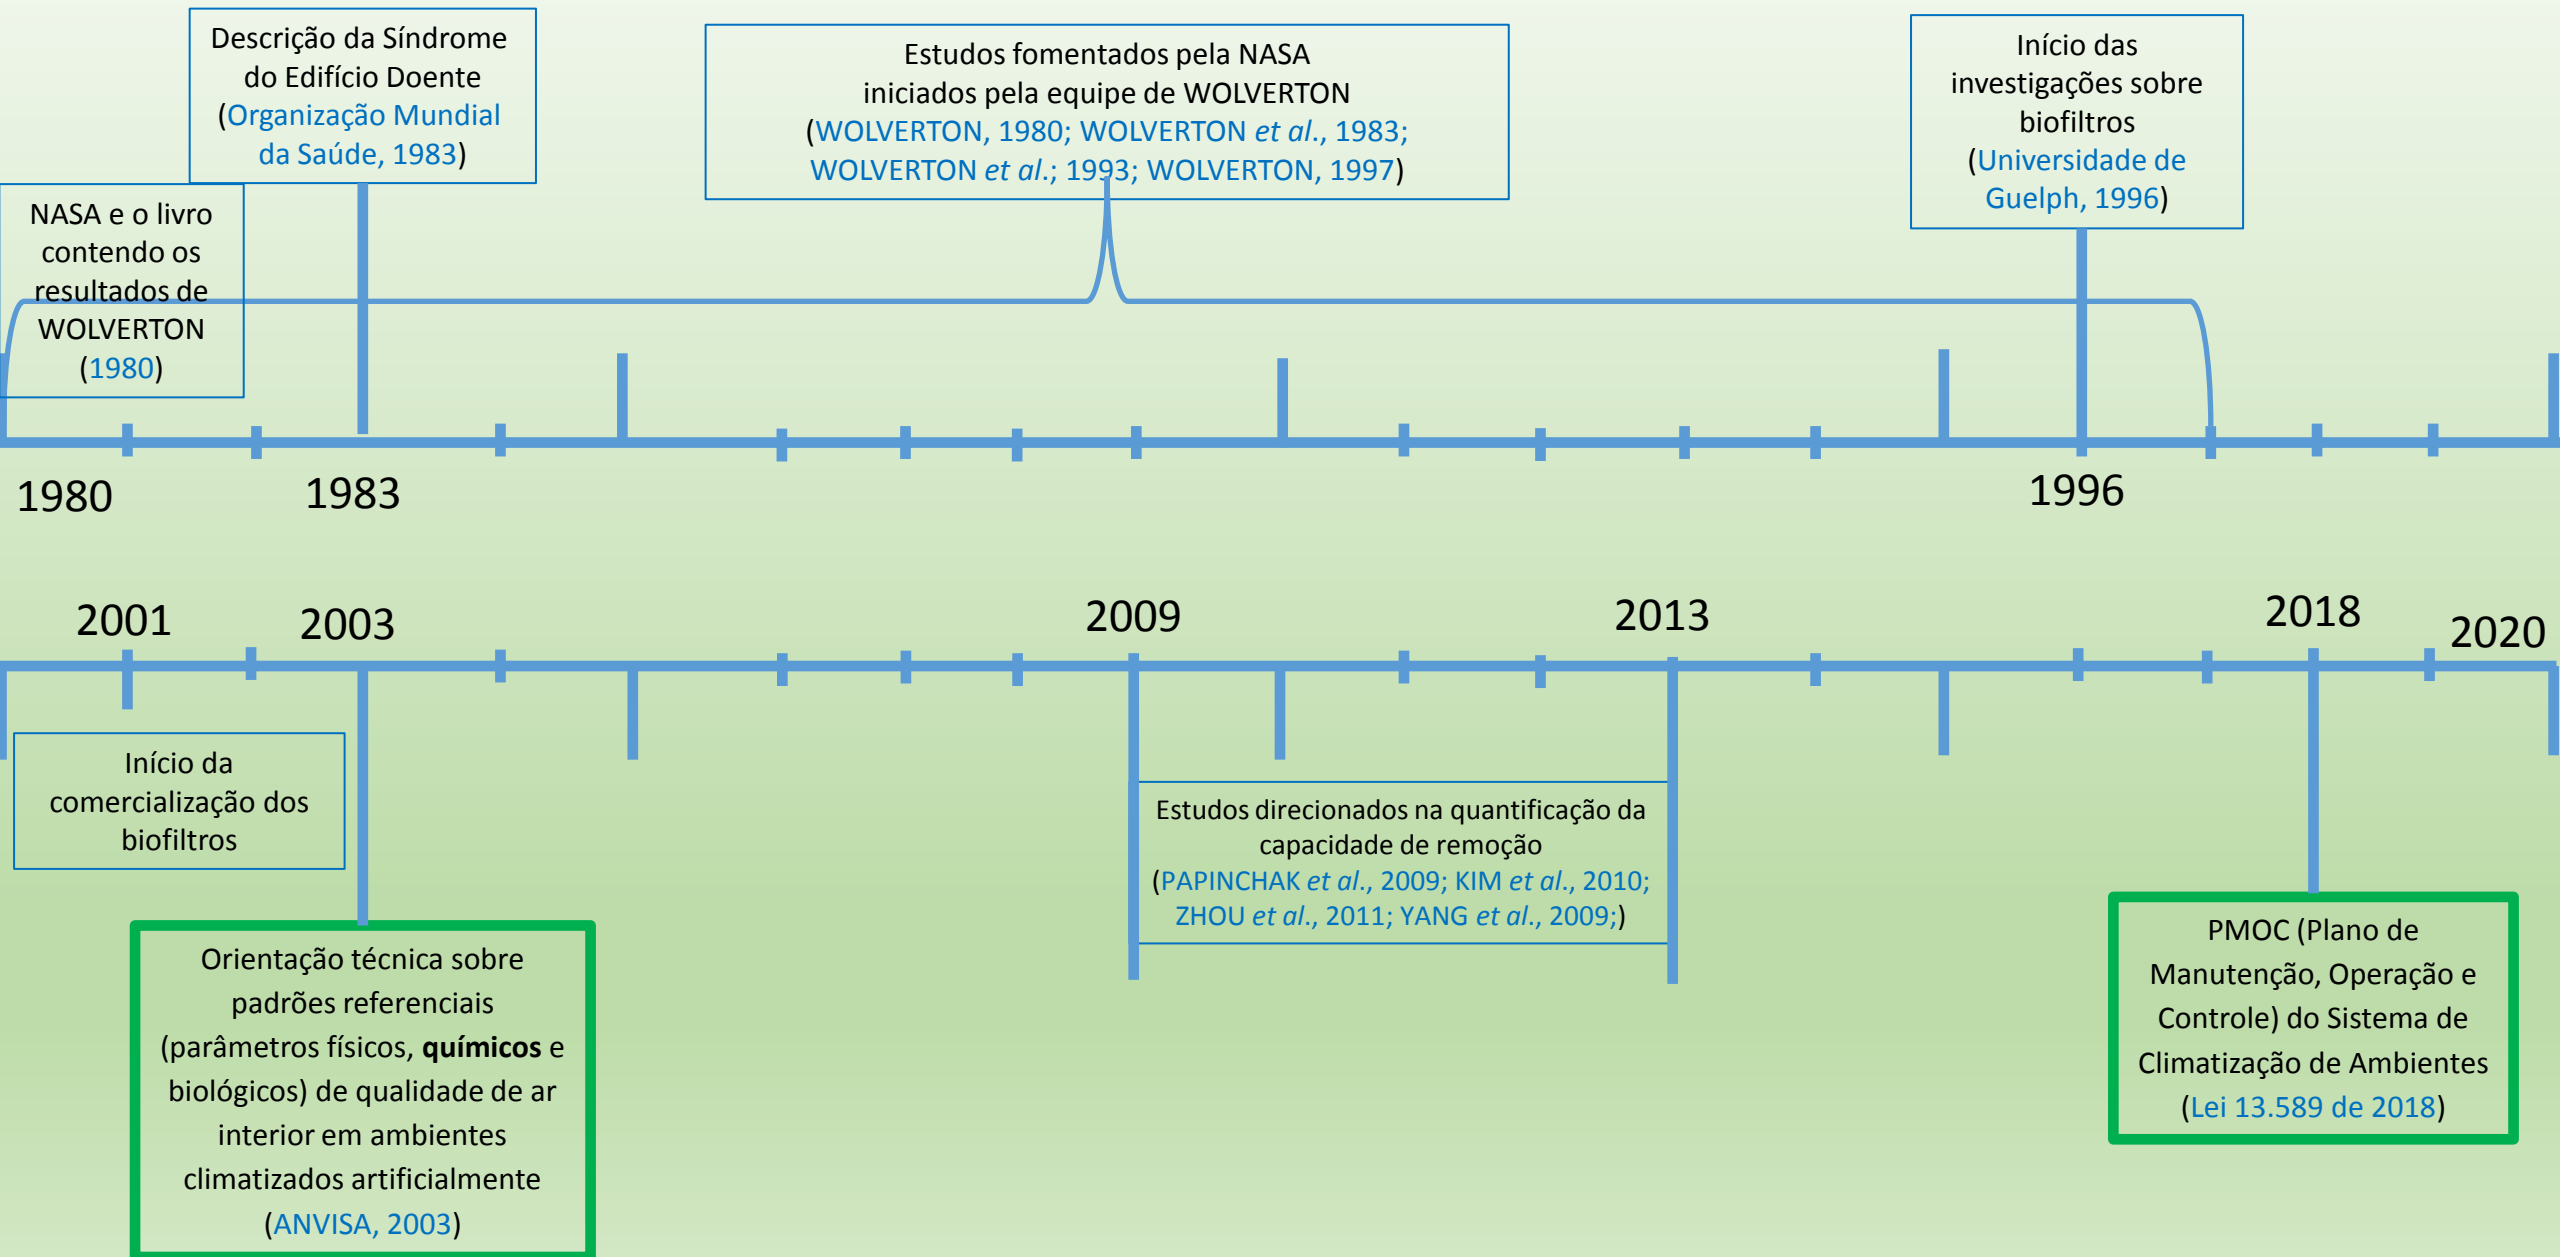 Descrição da Síndrome
do Edifício Doente
(Organização Mundial
da Saúde, 1983)
Estudos fomentados pela NASA
iniciados pela equipe de WOLVERTON
(WOLVERTON, 1980; WOLVERTON et al., 1983;
WOLVERTON et al.; 1993; WOLVERTON, 1997)
Início das
investigações sobre
biofiltros
(Universidade de
Guelph, 1996)
NASA e o livro
contendo os
resultados de
WOLVERTON
(1980)
1980
1983
1996
2001
2003
2009
2013
2018
2020
Início da
comercialização dos
biofiltros
Estudos direcionados na quantificação da
capacidade de remoção
(PAPINCHAK et al., 2009; KIM et al., 2010;
ZHOU et al., 2011; YANG et al., 2009;)
Orientação técnica sobre
padrões referenciais
(parâmetros físicos, químicos e
biológicos) de qualidade de ar
interior em ambientes
climatizados artificialmente
(ANVISA, 2003)
PMOC (Plano de
Manutenção, Operação e
Controle) do Sistema de
Climatização de Ambientes
(Lei 13.589 de 2018)